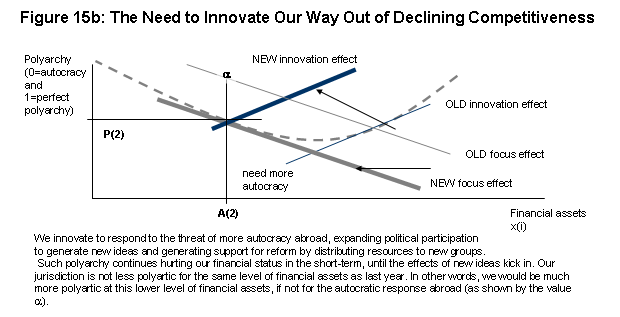 Figure 15b: The Need to Innovate Our Way Out of Declining Competitiveness
Polyarchy
(0=autocracy
and
1=perfect
polyarchy)
NEW innovation effect
α
OLD innovation effect
P(2)
OLD focus effect
need more
autocracy
NEW focus effect
A(2)
Financial assets
x(i)
We innovate to respond to the threat of more autocracy abroad, expanding political participation
to generate new ideas and generating support for reform by distributing resources to new groups.
Such polyarchy continues hurting our financial status in the short-term, until the effects of new ideas kick in. Our
jurisdiction is not less polyartic for the same level of financial assets as last year. In other words, we would be much
more polyartic at this lower level of financial assets, if not for the autocratic response abroad (as shown by the value
α).